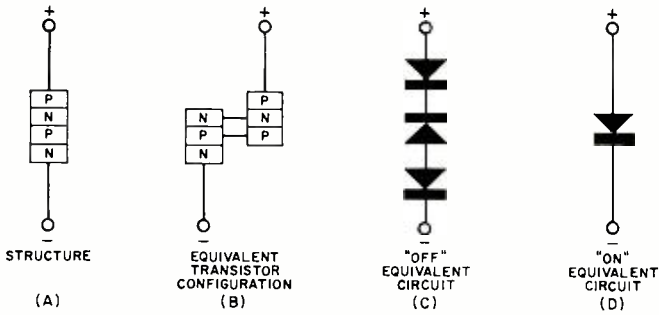 +
P
N
P
N
−
STRUCTURE
(A)
+
P
N N
P P
N
−
EQUIVALENT
TRANSISTOR
CONFIGURATION
(B)
+
−
"OFF"
EQUIVALENT
CIRCUIT
(C)
+
−
"ON"
EQUIVALENT
CIRCUIT
(D)